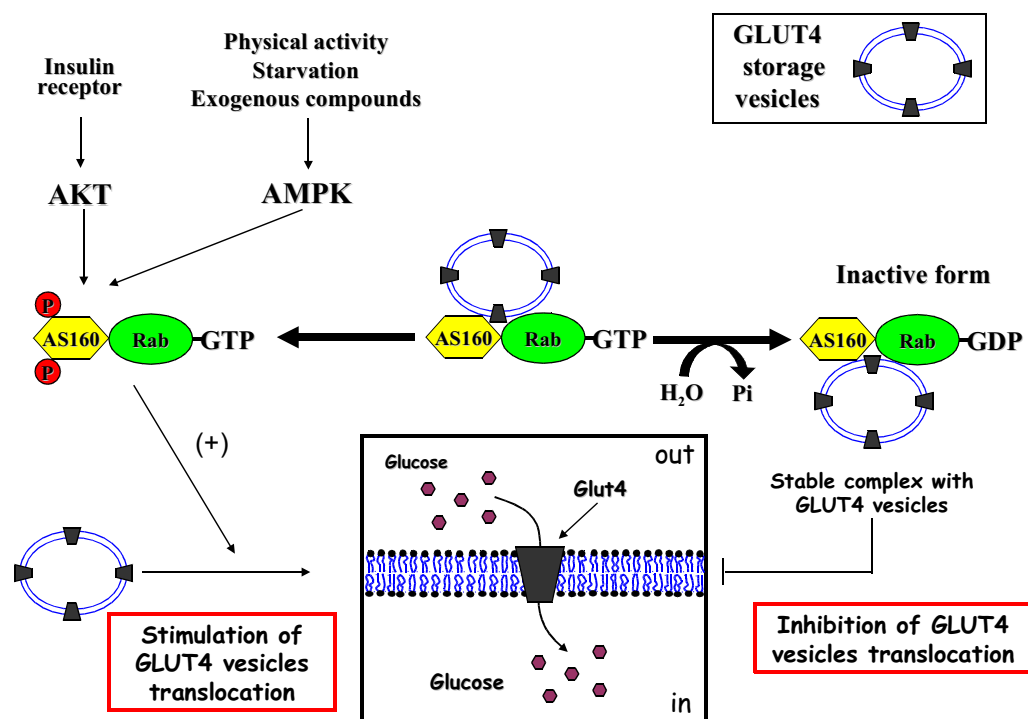 Physical activity
Starvation
Exogenous compounds
Insulin
receptor
GLUT4
storage
vesicles
AKT
AMPK
Inactive form
P
AS160
Rab
GTP
P
AS160
Rab
GTP
H₂O
Pi
AS160
Rab
GDP
(+)
Glucose
out
Glut4
Stable complex with
GLUT4 vesicles
Stimulation of
GLUT4 vesicles
translocation
Glucose
in
Inhibition of GLUT4
vesicles translocation